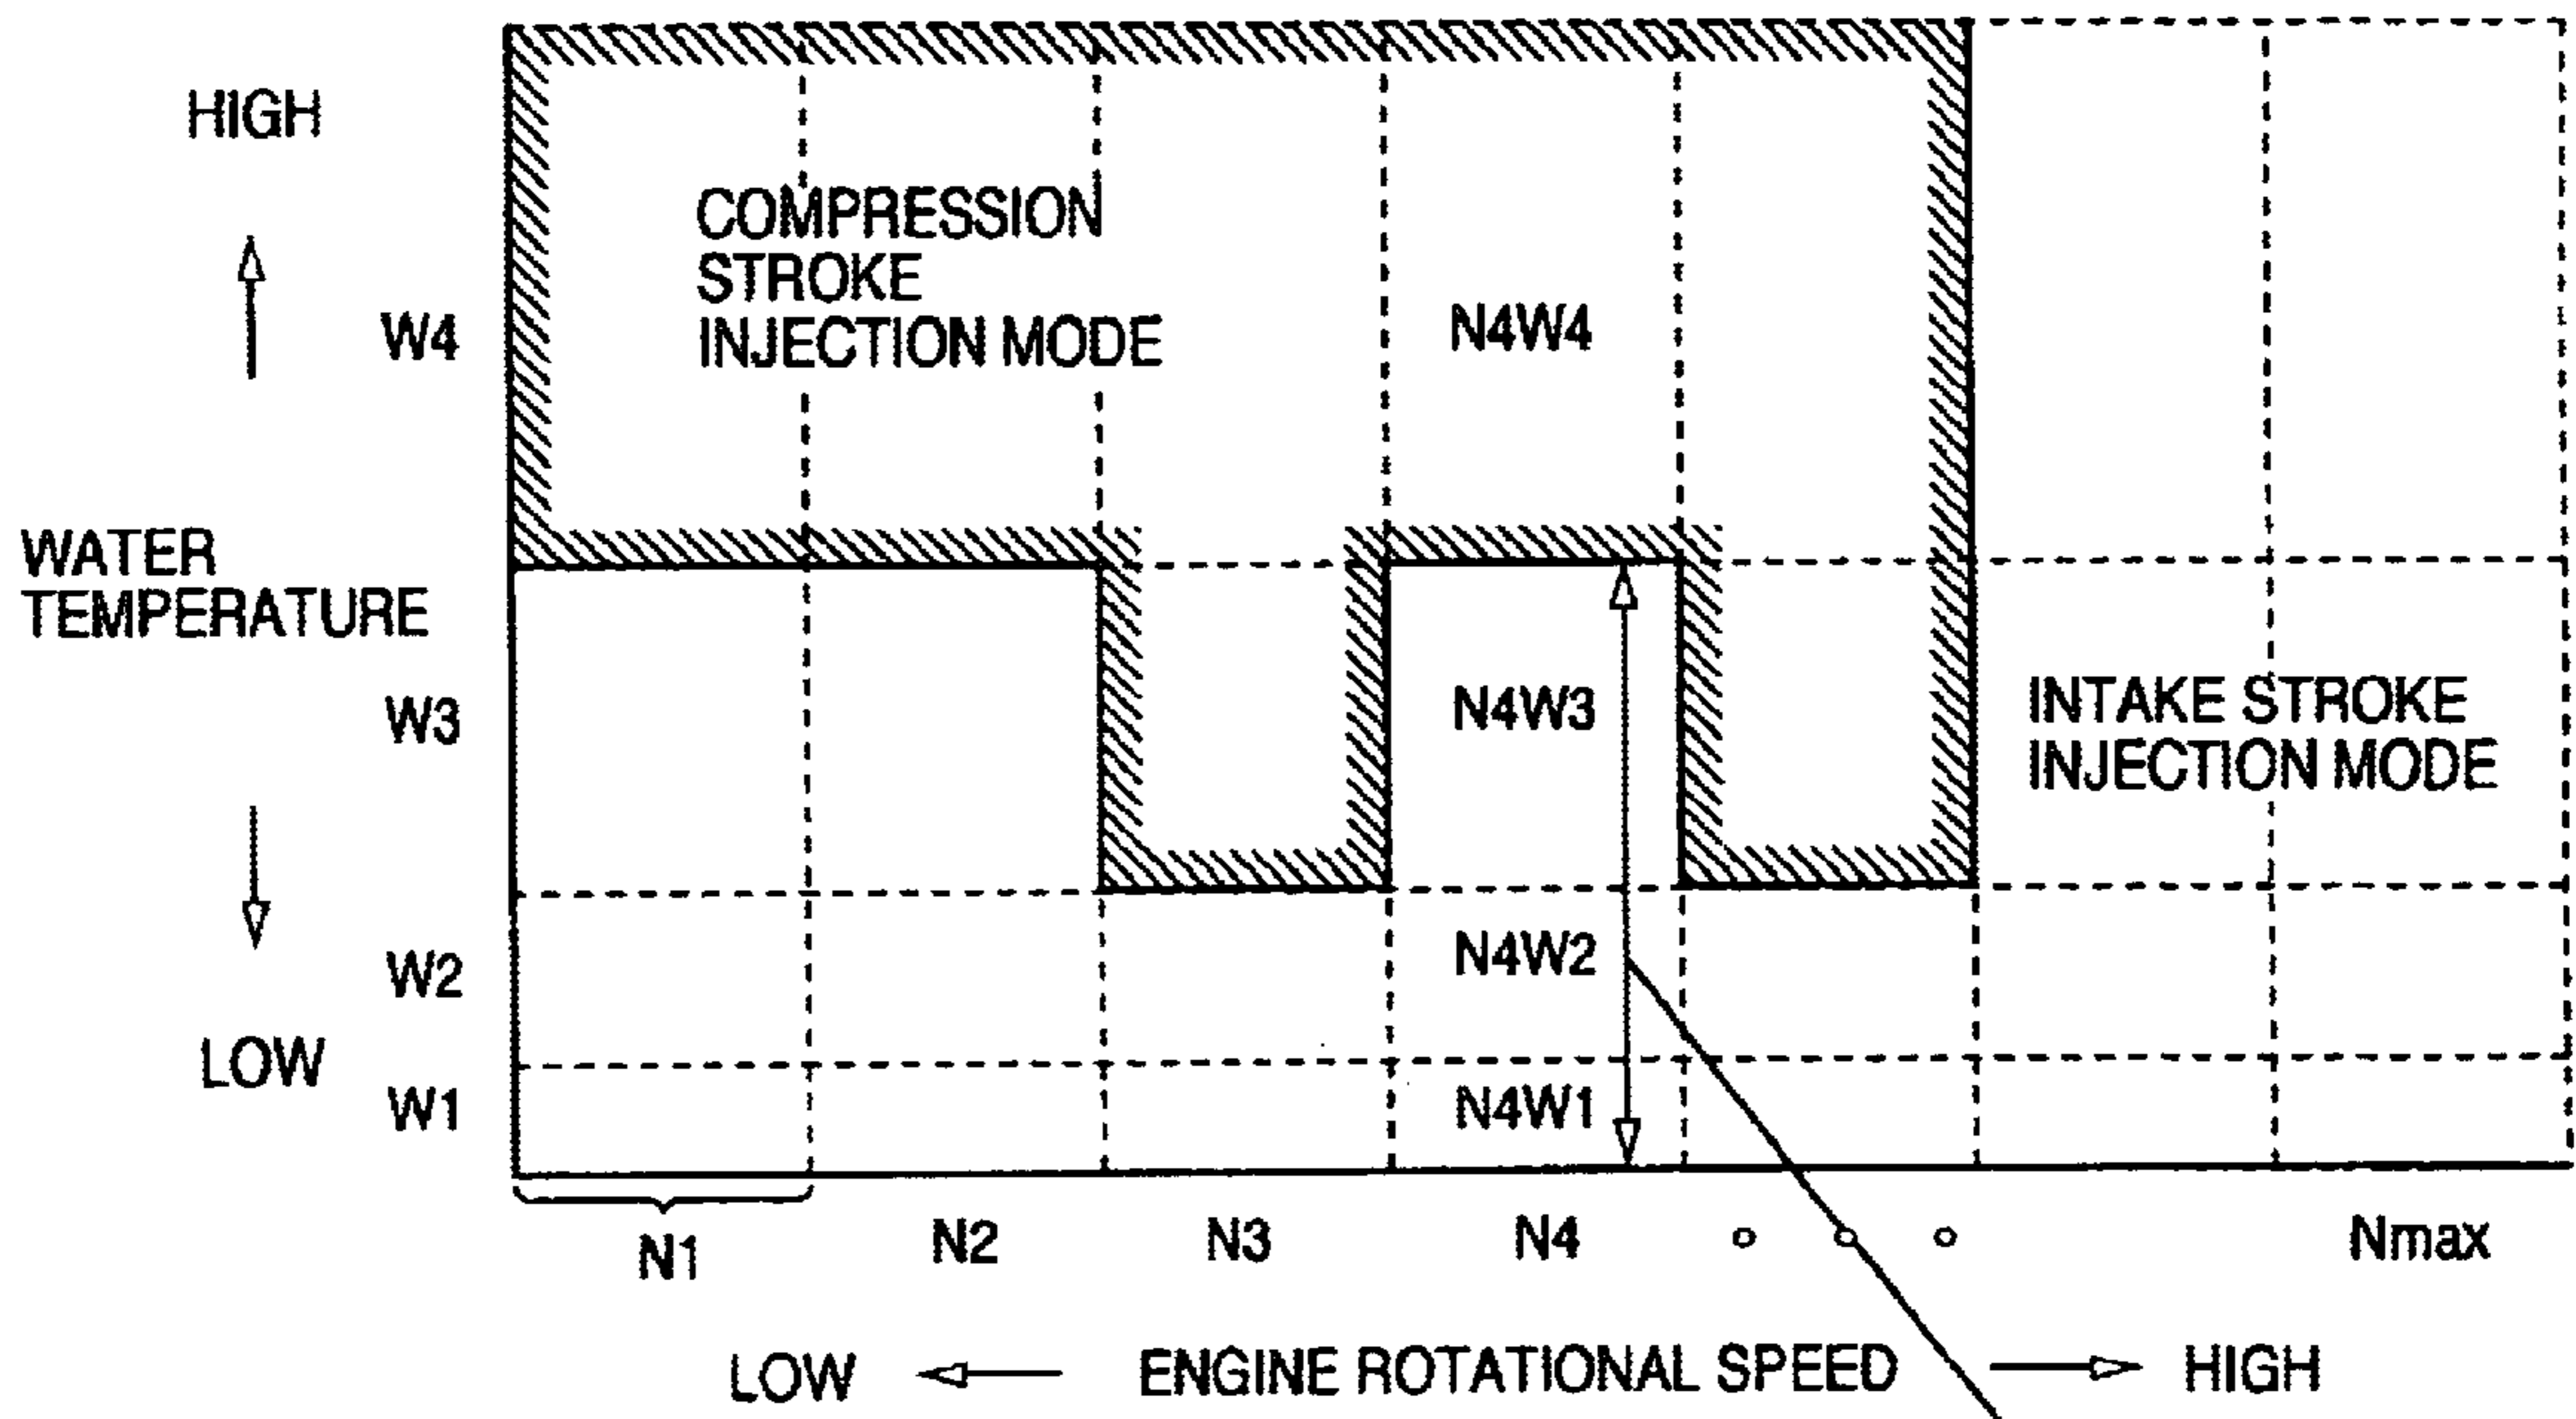 HIGH
COMPRESSION
STROKE
INJECTION MODE
W4
N4W4
WATER
TEMPERATURE
W3
N4W3
INTAKE STROKE
INJECTION MODE
W2
N4W2
LOW
W1
N4W1
N1
N2
N3
N4
Nmax
LOW
ENGINE ROTATIONAL SPEED
HIGH